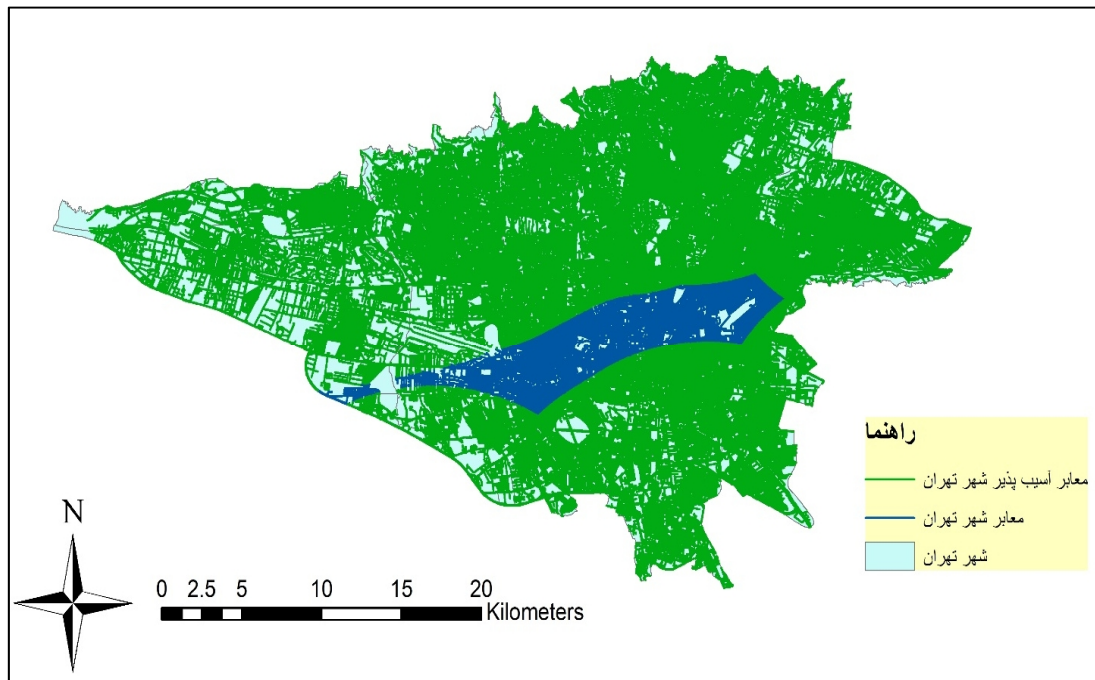 راهنما
معابر آسیب پذیر شهر تهران
معابر شهر تهران
شهر تهران
N
0 2.5 5 10 15 20
Kilometers